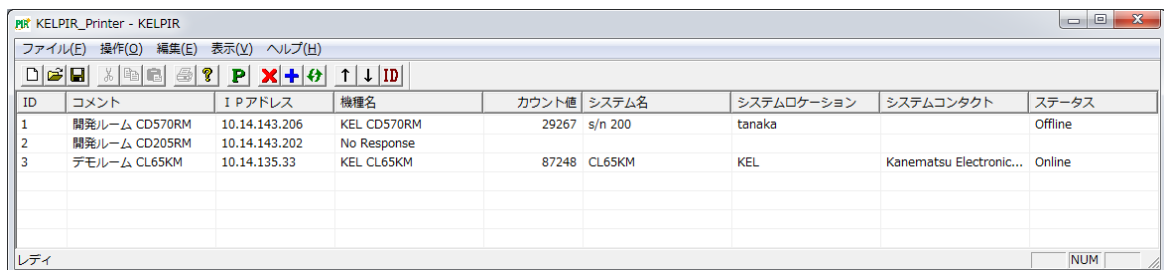 PIR KELPIR_Printer - KELPIR
ファイル(F) 操作(O) 編集(E) 表示(V) ヘルプ(H)
? P ID
ID コメント ＩＰアドレス 機種名 カウント値 システム名 システムロケーション システムコンタクト ステータス
1 開発ルーム CD570RM 10.14.143.206 KEL CD570RM 29267 s/n 200 tanaka Offline
2 開発ルーム CD205RM 10.14.143.202 No Response
3 デモルーム CL65KM 10.14.135.33 KEL CL65KM 87248 CL65KM KEL Kanematsu Electronic... Online
レディ NUM